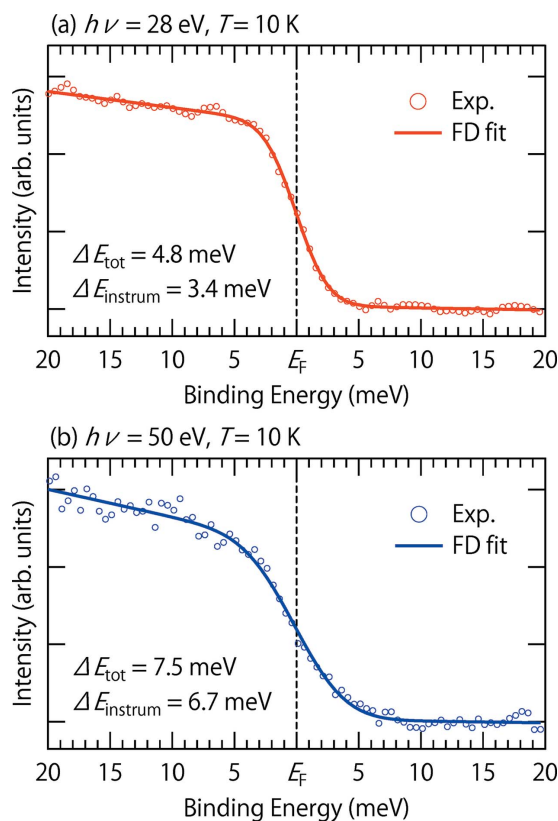 (a) hν = 28 eV, T = 10 K
Intensity (arb. units)
Exp.
FD fit
ΔEtot = 4.8 meV
ΔEinstrum = 3.4 meV
20 15 10 5 EF 5 10 15 20
Binding Energy (meV)
(b) hν = 50 eV, T = 10 K
Intensity (arb. units)
Exp.
FD fit
ΔEtot = 7.5 meV
ΔEinstrum = 6.7 meV
20 15 10 5 EF 5 10 15 20
Binding Energy (meV)